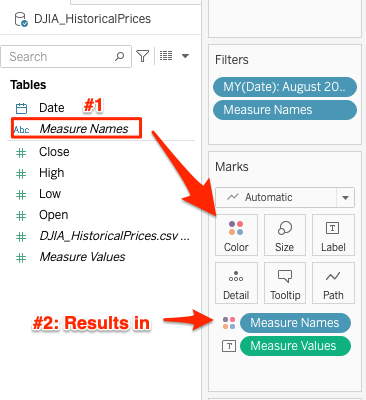 DJIA_HistoricalPrices
Search
Tables
Date
#1
Abc Measure Names
Close
High
Low
Open
DJIA_HistoricalPrices.csv ...
Measure Values
#2: Results in
Filters
MY(Date): August 20..
Measure Names
Marks
Automatic
Color Size Label
Detail Tooltip Path
Measure Names
T Measure Values